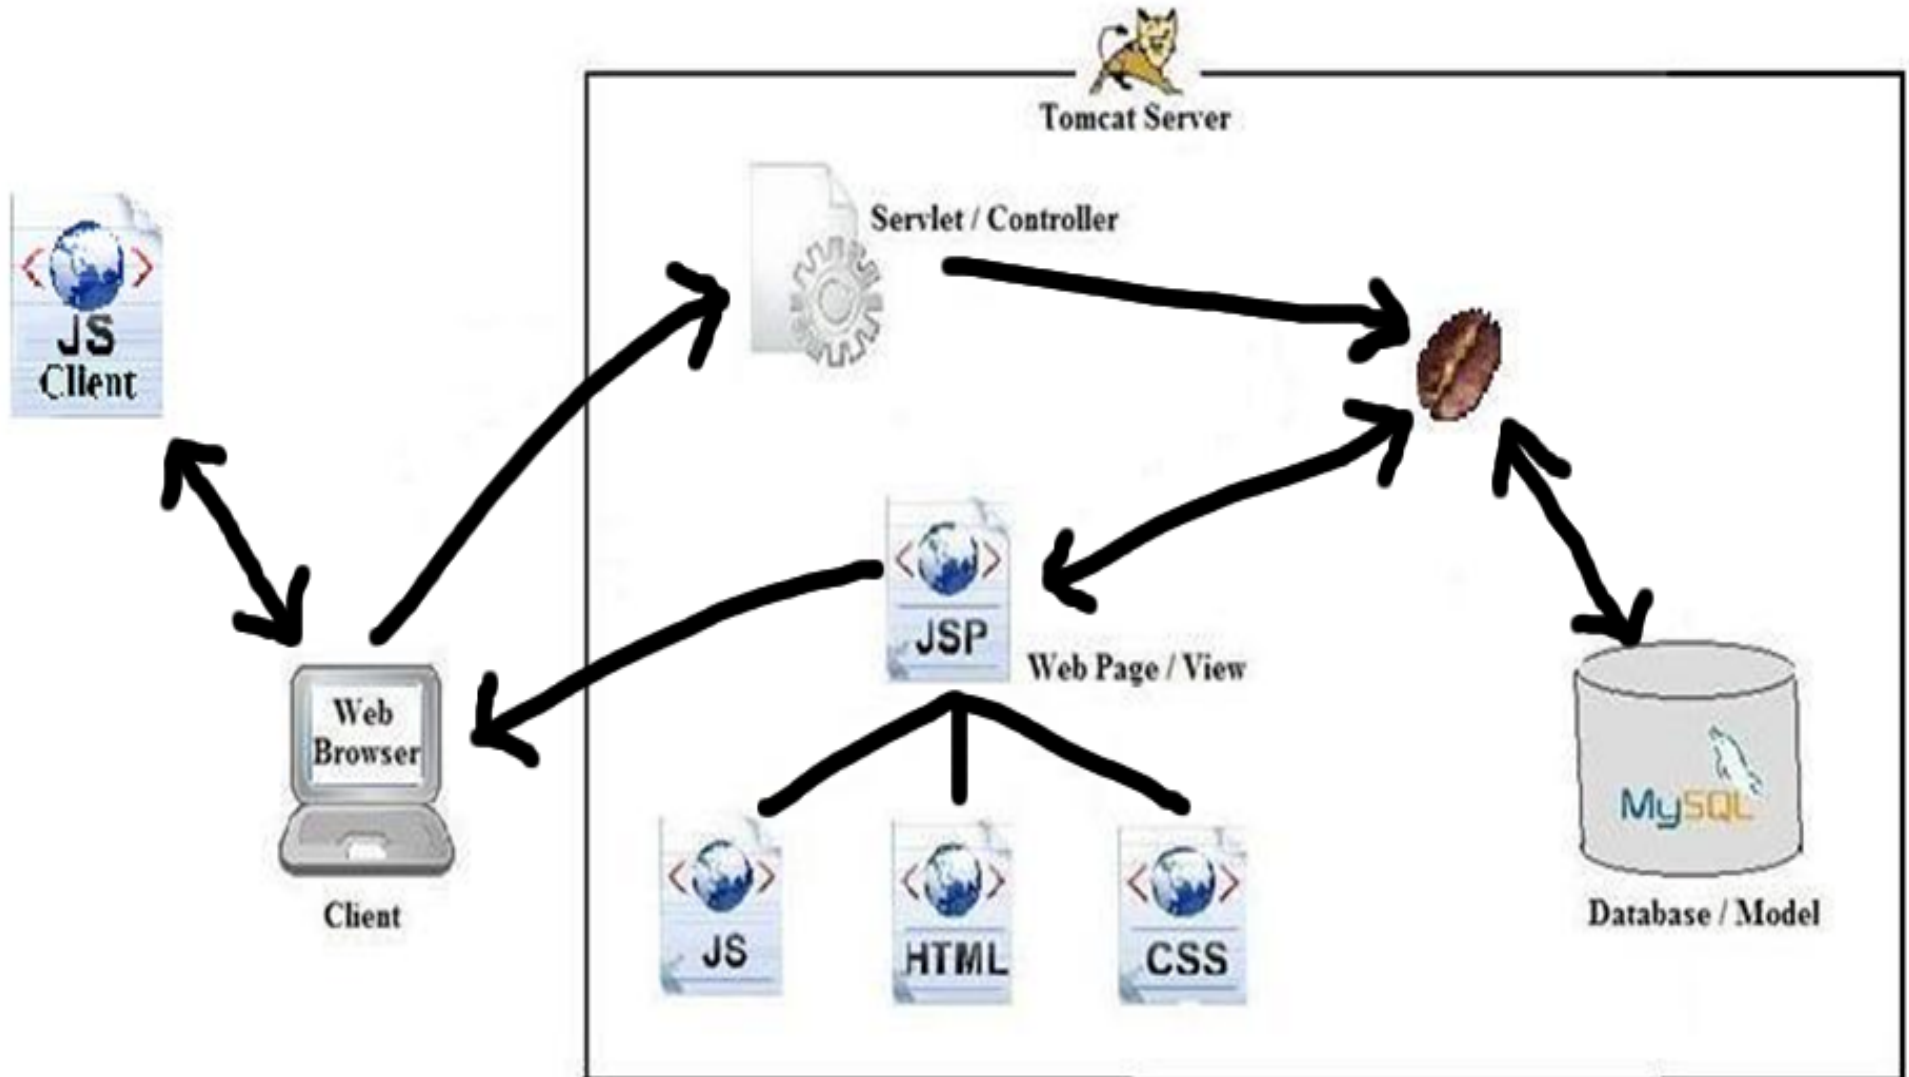 Tomcat Server
Servlet / Controller
JS
Client
JSP
Web Page / View
Web
Browser
Client
JS
HTML
CSS
MySQL
Database / Model